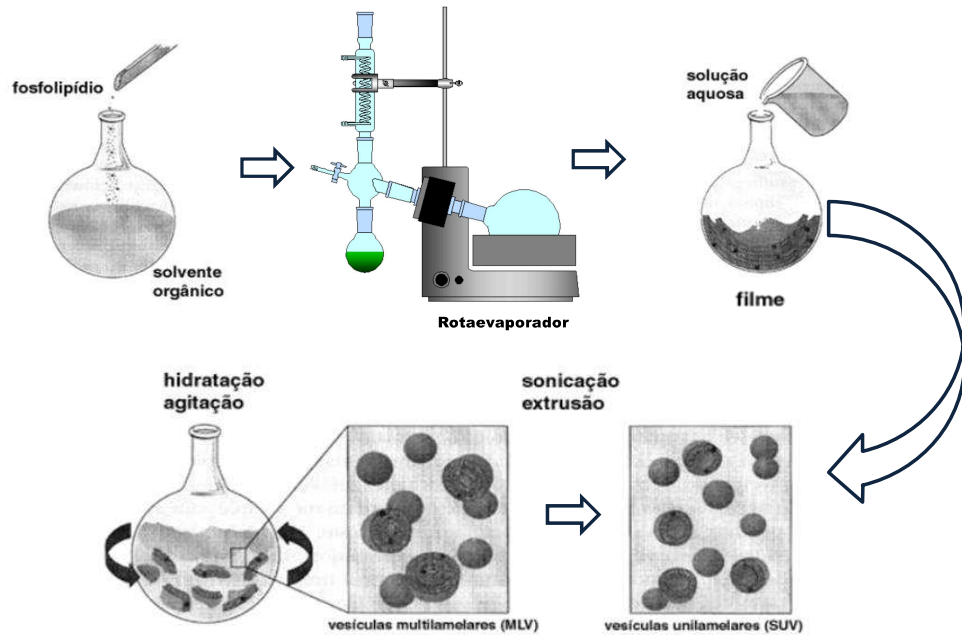 fosfolipídio
solvente
orgânico
Rotaevaporador
solução
aquosa
filme
hidratação
agitação
sonicação
extrusão
vesículas multilamelares (MLV)
vesículas unilamelares (SUV)